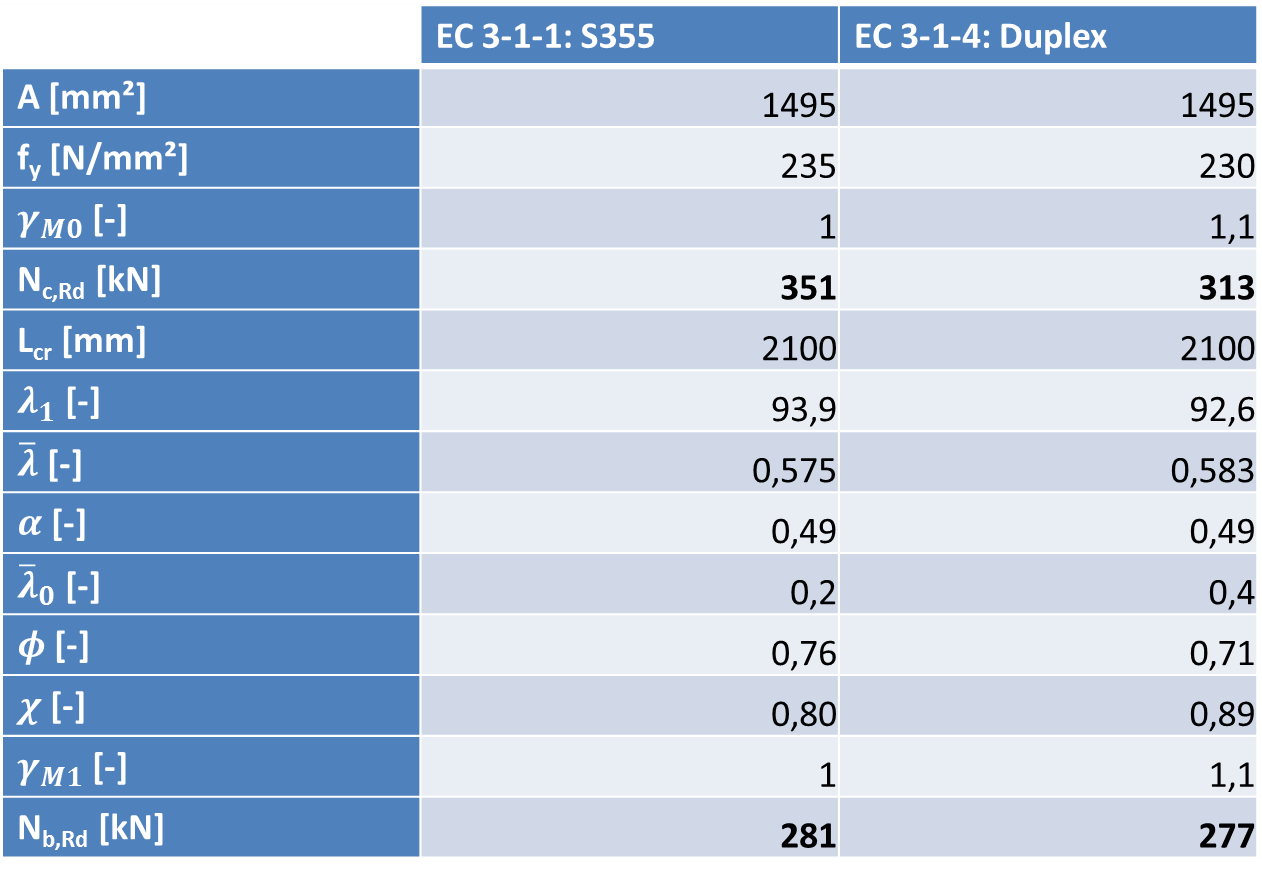 EC 3-1-1: S355 EC 3-1-4: Duplex
A [mm²] 1495 1495
fy [N/mm²] 235 230
γM0 [-] 1 1,1
Nc,Rd [kN] 351 313
Lcr [mm] 2100 2100
λ1 [-] 93,9 92,6
λ̅ [-] 0,575 0,583
α [-] 0,49 0,49
λ̅0 [-] 0,2 0,4
ϕ [-] 0,76 0,71
χ [-] 0,80 0,89
γM1 [-] 1 1,1
Nb,Rd [kN] 281 277